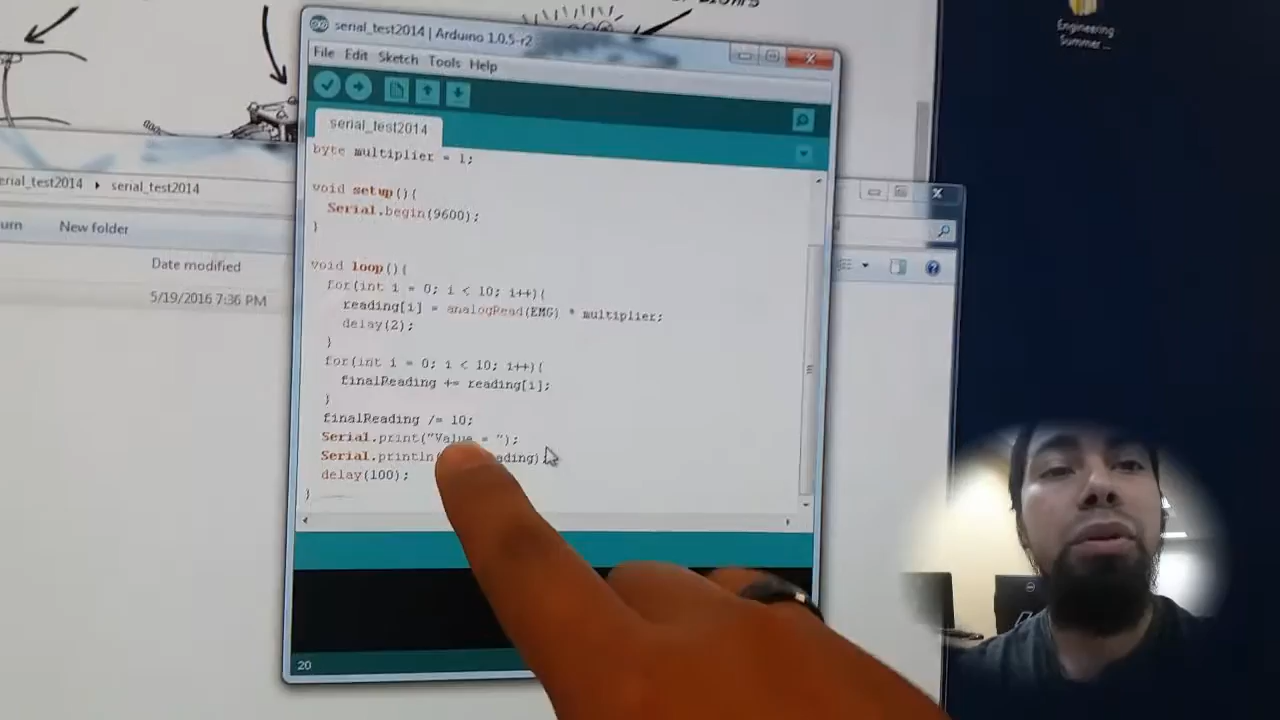 Engineering
Summer ...
serial_test2014 | Arduino 1.0.5-r2
File Edit Sketch Tools Help
serial_test2014
byte multiplier = 1;
erial_test2014 serial_test2014
void setup(){
Serial.begin(9600);
}
New folder
Date modified
5/19/2016 7:36 PM
void loop(){
for(int i = 0; i < 10; i++){
reading[i] = analogRead(EMG) * multiplier;
delay(2);
}
for(int i = 0; i < 10; i++){
finalReading += reading[i];
}
finalReading /= 10;
Serial.print("Value = ");
Serial.println( ading);
delay(100);
}
20